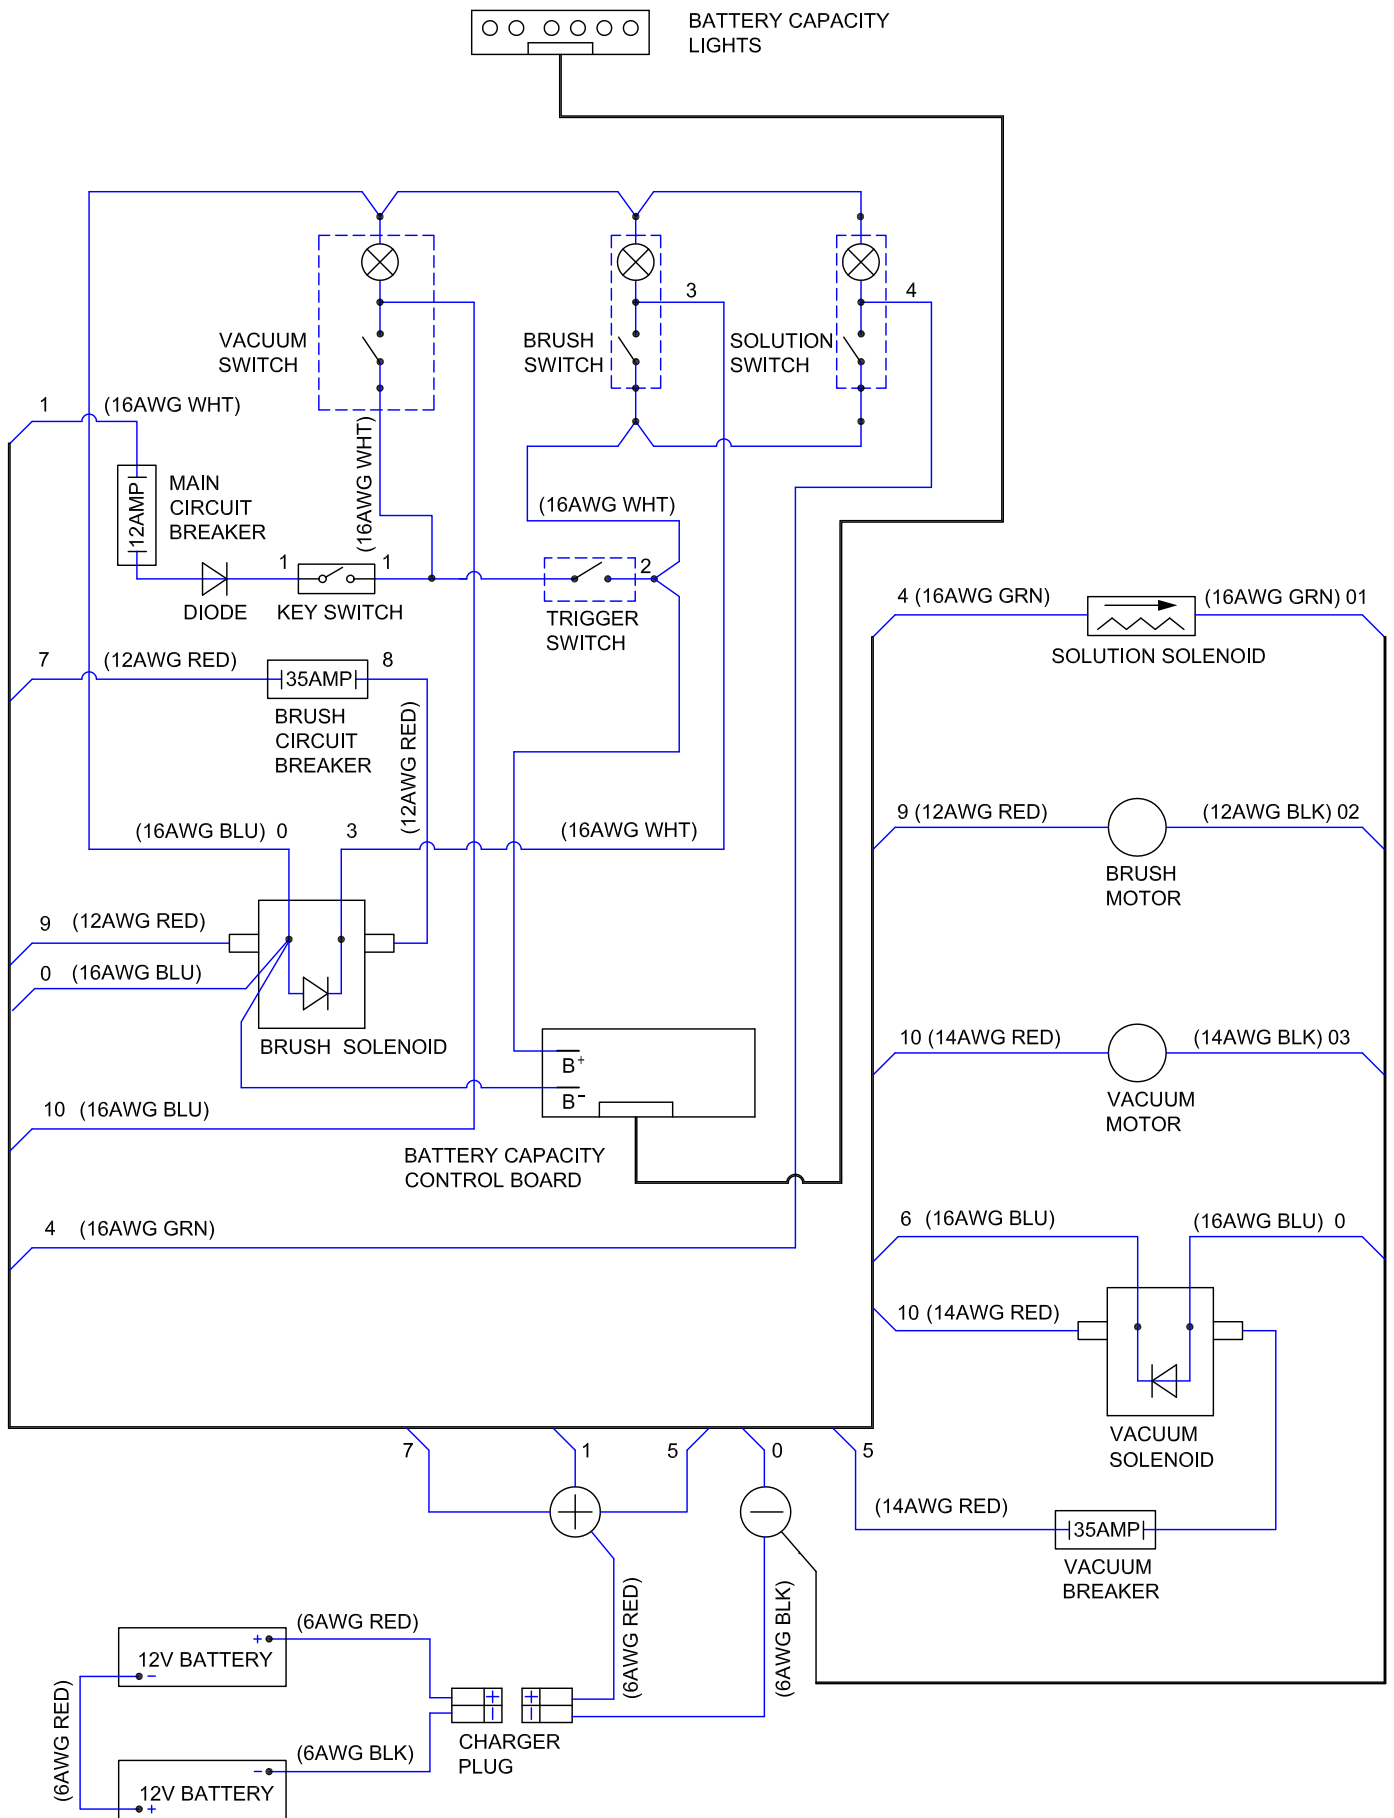 BATTERY CAPACITY
LIGHTS
3
4
VACUUM
SWITCH
BRUSH
SWITCH
SOLUTION
SWITCH
1 (16AWG WHT)
(16AWG WHT)
12AMP
MAIN
CIRCUIT
BREAKER
(16AWG WHT)
1
1
2
DIODE
KEY SWITCH
TRIGGER
SWITCH
4 (16AWG GRN)
(16AWG GRN) 01
SOLUTION SOLENOID
7 (12AWG RED)
35AMP
8
BRUSH
CIRCUIT
BREAKER
(12AWG RED)
(16AWG BLU) 0
3
(16AWG WHT)
9 (12AWG RED)
(12AWG BLK) 02
BRUSH
MOTOR
9 (12AWG RED)
0 (16AWG BLU)
BRUSH SOLENOID
B+
B-
10 (14AWG RED)
(14AWG BLK) 03
VACUUM
MOTOR
10 (16AWG BLU)
BATTERY CAPACITY
CONTROL BOARD
4 (16AWG GRN)
6 (16AWG BLU)
(16AWG BLU) 0
10 (14AWG RED)
VACUUM
SOLENOID
7
1
5
0
5
+
−
(14AWG RED)
35AMP
VACUUM
BREAKER
(6AWG RED)
(6AWG BLK)
(6AWG RED)
+
12V BATTERY
-
(6AWG RED)
+
-
+
-
CHARGER
PLUG
(6AWG BLK)
-
12V BATTERY
+